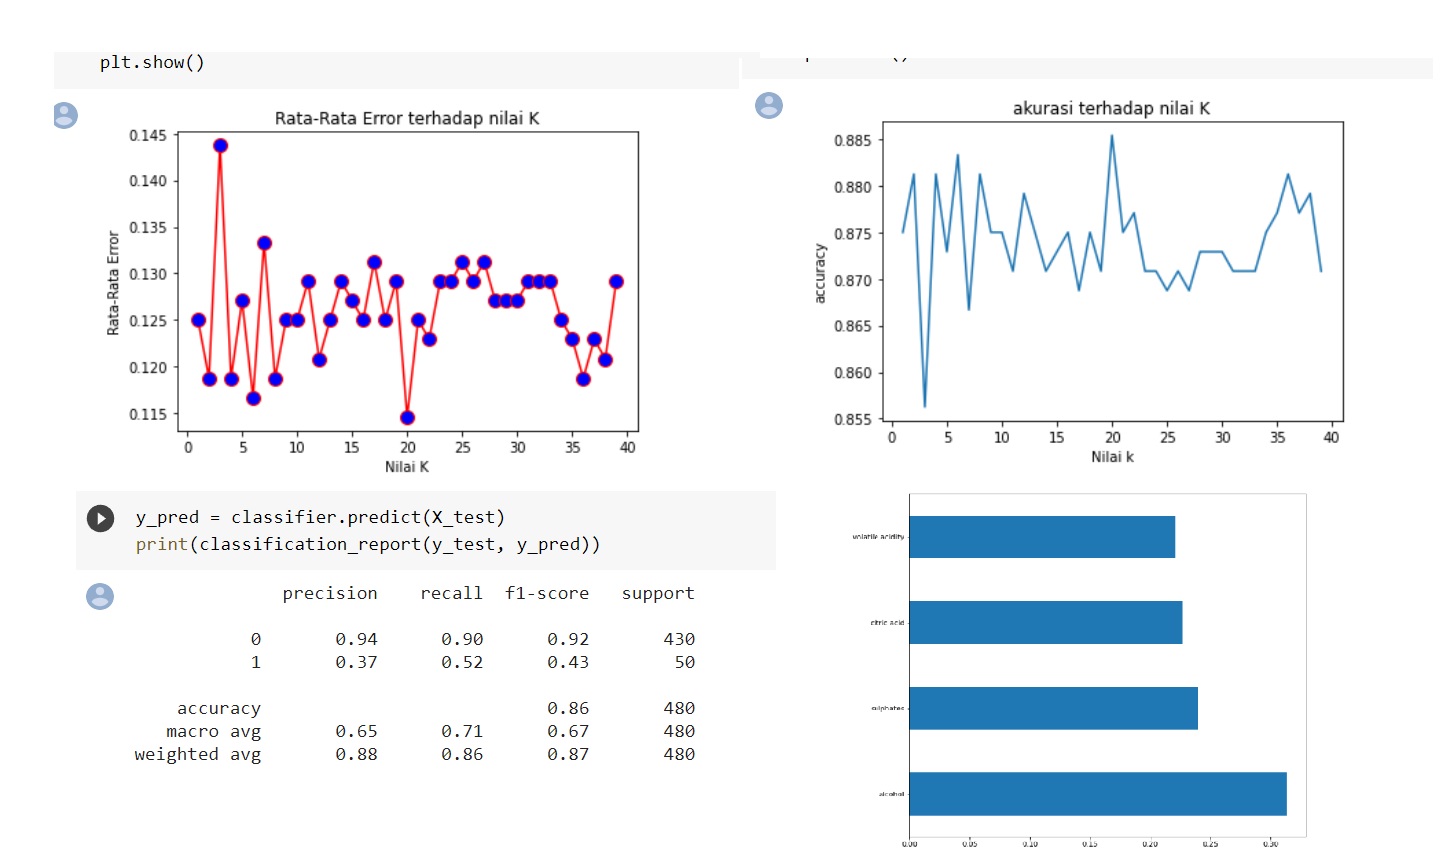 plt.show()
Rata-Rata Error terhadap nilai K
Rata-Rata Error
0.145
0.140
0.135
0.130
0.125
0.120
0.115
0 5 10 15 20 25 30 35 40
Nilai K
akurasi terhadap nilai K
accuracy
0.885
0.880
0.875
0.870
0.865
0.860
0.855
0 5 10 15 20 25 30 35 40
Nilai k
y_pred = classifier.predict(X_test)
print(classification_report(y_test, y_pred))
precision recall f1-score support
0 0.94 0.90 0.92 430
1 0.37 0.52 0.43 50
accuracy 0.86 480
macro avg 0.65 0.71 0.67 480
weighted avg 0.88 0.86 0.87 480
volatile acidity
citric acid
sulphates
alcohol
0.00 0.05 0.10 0.15 0.20 0.25 0.30